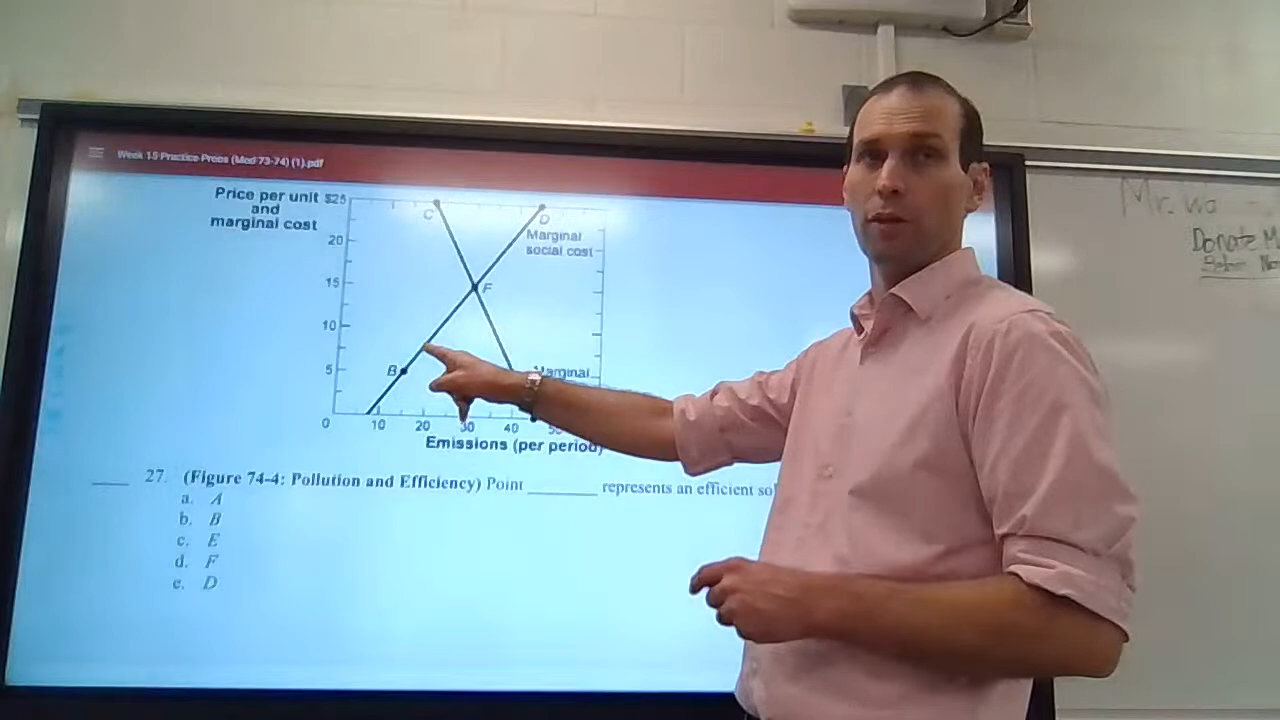 Week 15 Practice Probs (Mod 73-74) (1).pdf
Price per unit $25
and
marginal cost
20
15
10
5
0
C
D
Marginal
social cost
F
B
Marginal
10 20 30 40
Emissions (per period)
27. (Figure 74-4: Pollution and Efficiency) Point ______ represents an efficient
a. A
b. B
c. E
d. F
e. D
Mr.
Donate